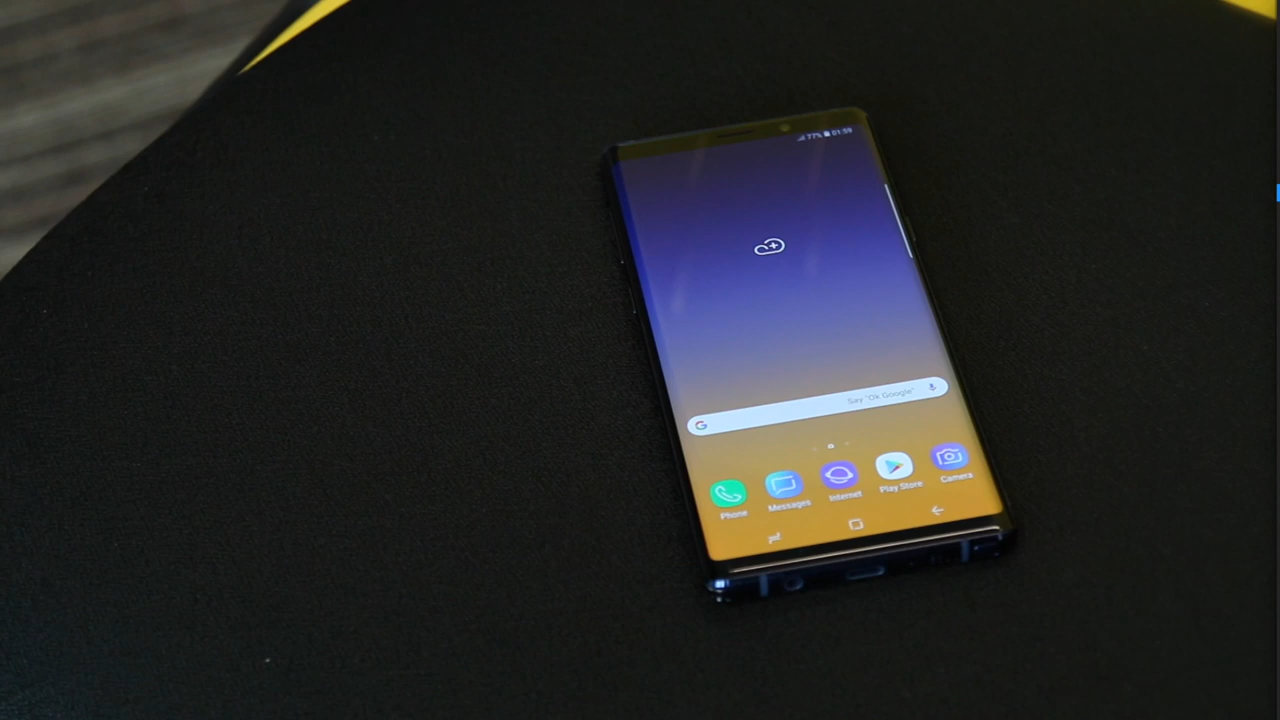 77% 01:59
Say "Ok Google"
Phone
Messages
Internet
Play Store
Camera